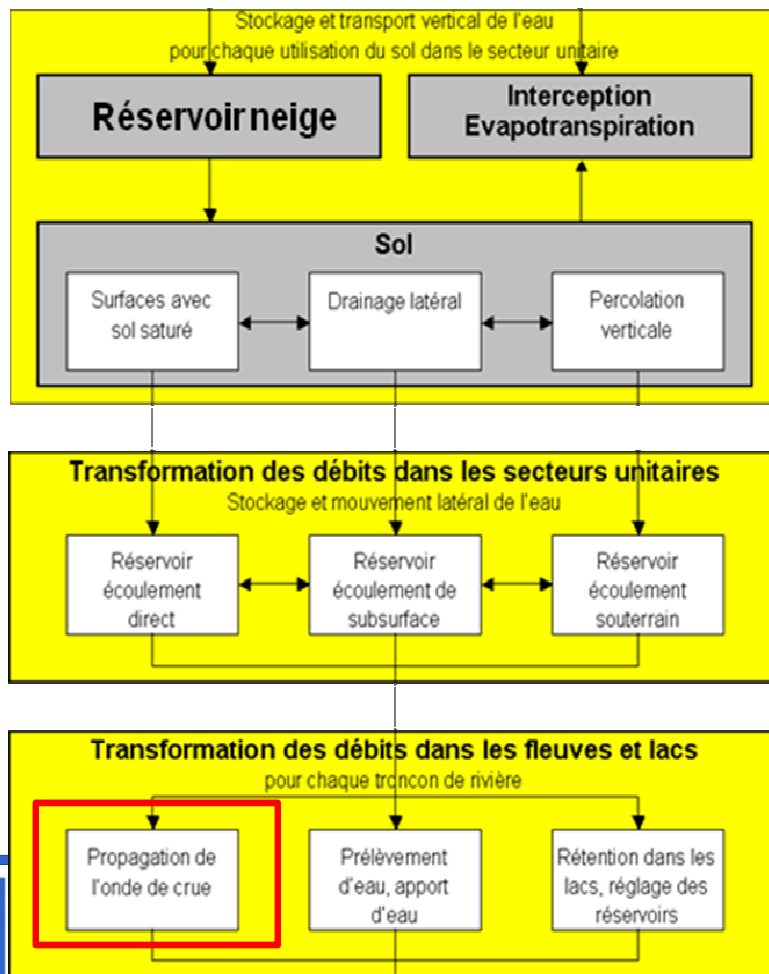 Stockage et transport vertical de l'eau
pour chaque utilisation du sol dans le secteur unitaire
Réservoir neige
Interception
Evapotranspiration
Sol
Surfaces avec
sol saturé
Drainage latéral
Percolation
verticale
Transformation des débits dans les secteurs unitaires
Stockage et mouvement latéral de l'eau
Réservoir
écoulement
direct
Réservoir
écoulement de
subsurface
Réservoir
écoulement
souterrain
Transformation des débits dans les fleuves et lacs
pour chaque troncon de rivière
Propagation de
l'onde de crue
Prélèvement
d'eau, apport
d'eau
Rétention dans les
lacs, réglage des
réservoirs